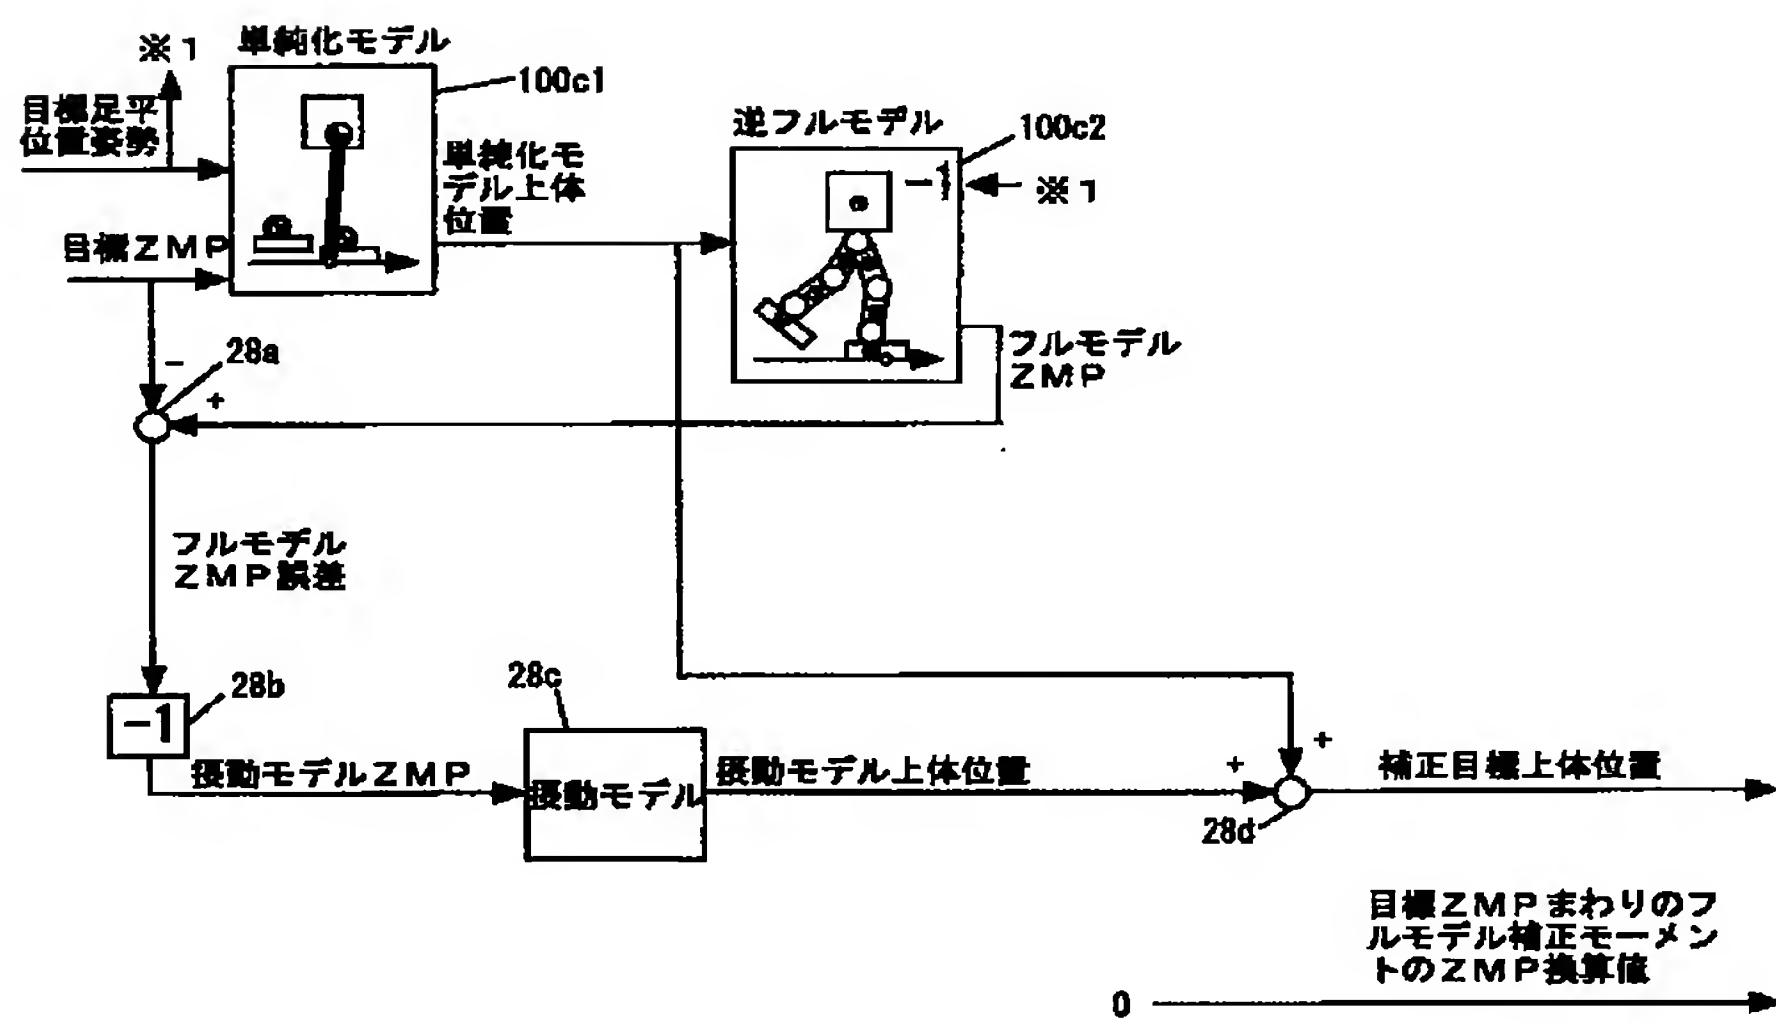 ※1
単純化モデル
100c1
目標足平
位置姿勢
単純化モ
デル上体
位置
逆フルモデル
100c2
-1
※1
目標ZMP
フルモデル
ZMP
-
28a
+
フルモデル
ZMP誤差
28b
-1
摂動モデルZMP
28c
摂動モデル
摂動モデル上体位置
+
+
28d
補正目標上体位置
目標ZMPまわりのフ
ルモデル補正モーメン
トのZMP換算値
0